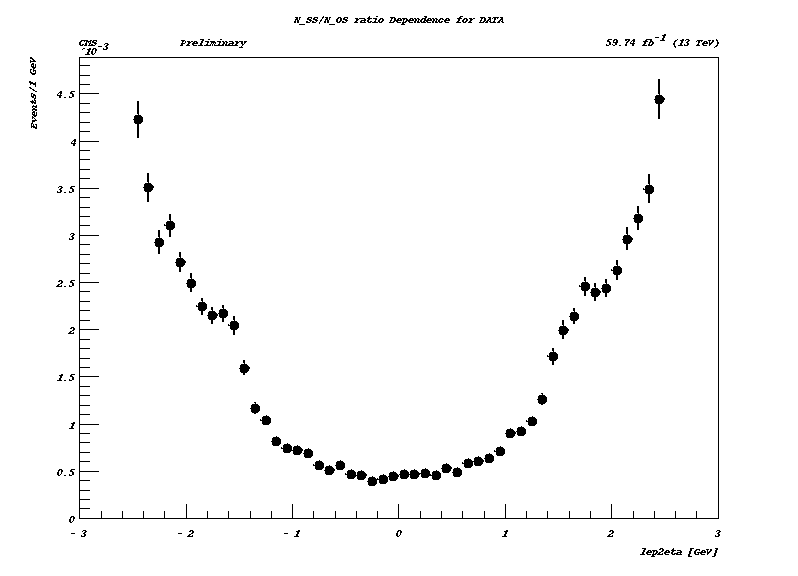 N_SS/N_OS ratio Dependence for DATA
CMS Preliminary 59.74 fb-1 (13 TeV)
^10-3
Events/1 GeV
4.5
4
3.5
3
2.5
2
1.5
1
0.5
0
-3 -2 -1 0 1 2 3
lep2eta [GeV]